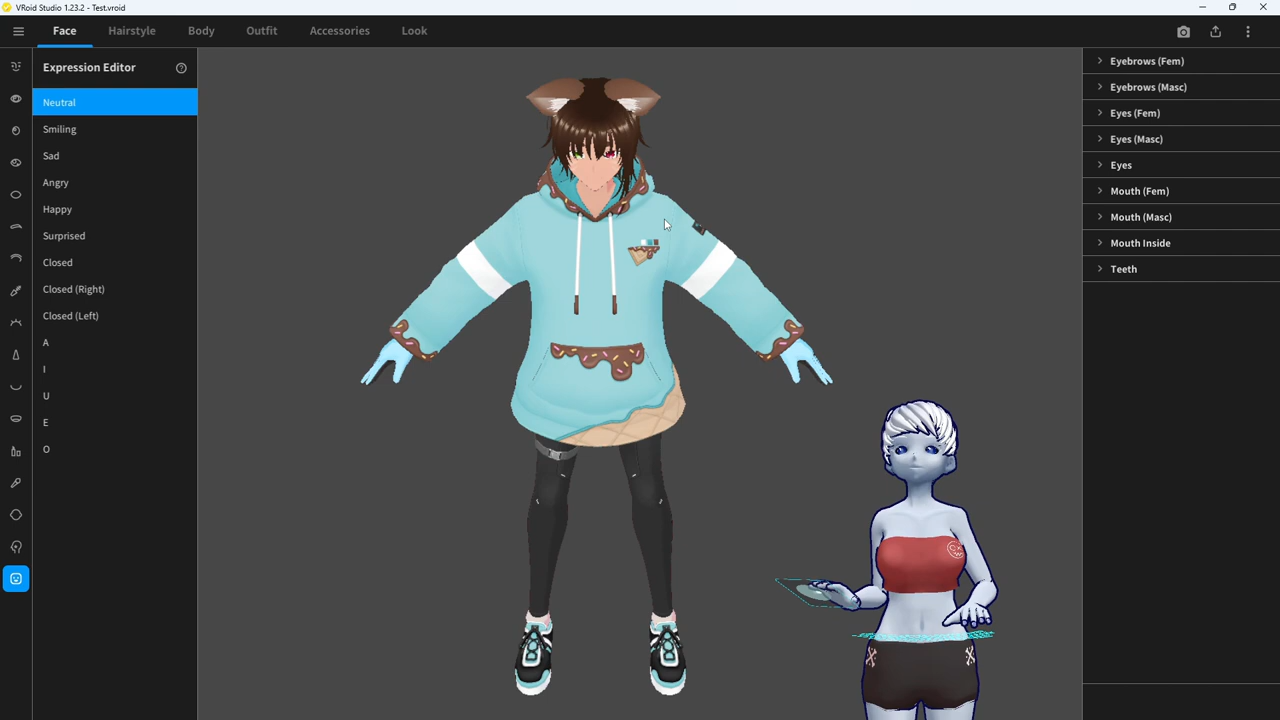 VRoid Studio 1.23.2 - Test.vroid
Face
Hairstyle
Body
Outfit
Accessories
Look
Expression Editor
Neutral
Smiling
Sad
Angry
Happy
Surprised
Closed
Closed (Right)
Closed (Left)
A
I
U
E
O
Eyebrows (Fem)
Eyebrows (Masc)
Eyes (Fem)
Eyes (Masc)
Eyes
Mouth (Fem)
Mouth (Masc)
Mouth Inside
Teeth